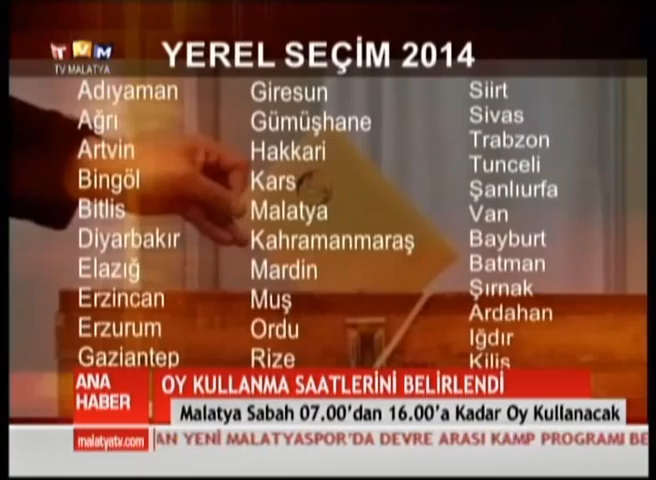 TVM
TV MALATYA
YEREL SEÇİM 2014
Adıyaman
Ağrı
Artvin
Bingöl
Bitlis
Diyarbakır
Elazığ
Erzincan
Erzurum
Gaziantep
Giresun
Gümüşhane
Hakkari
Kars
Malatya
Kahramanmaraş
Mardin
Muş
Ordu
Rize
Siirt
Sivas
Trabzon
Tunceli
Şanlıurfa
Van
Bayburt
Batman
Şırnak
Ardahan
Iğdır
Kilis
ANA
HABER
OY KULLANMA SAATLERİNİ BELİRLENDİ
Malatya Sabah 07.00'dan 16.00'a Kadar Oy Kullanacak
malatyatv.com
AN YENİ MALATYASPOR'DA DEVRE ARASI KAMP PROGRAMI BE